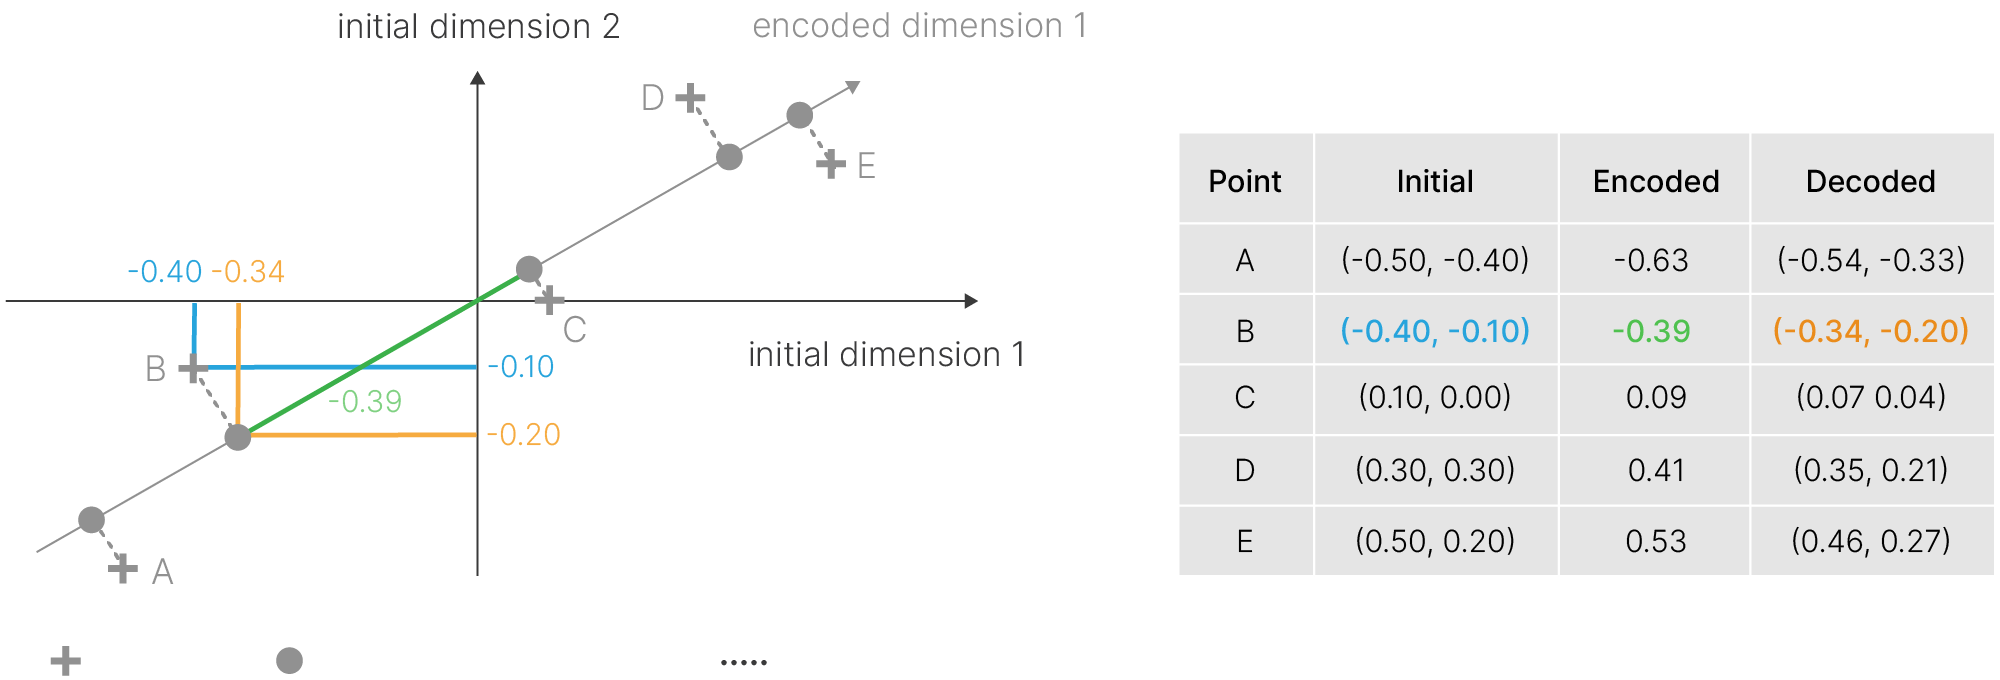 initial dimension 2
encoded dimension 1
D
E
-0.40 -0.34
C
initial dimension 1
B
-0.10
-0.39
-0.20
A
Point Initial Encoded Decoded
A (-0.50, -0.40) -0.63 (-0.54, -0.33)
B (-0.40, -0.10) -0.39 (-0.34, -0.20)
C (0.10, 0.00) 0.09 (0.07 0.04)
D (0.30, 0.30) 0.41 (0.35, 0.21)
E (0.50, 0.20) 0.53 (0.46, 0.27)